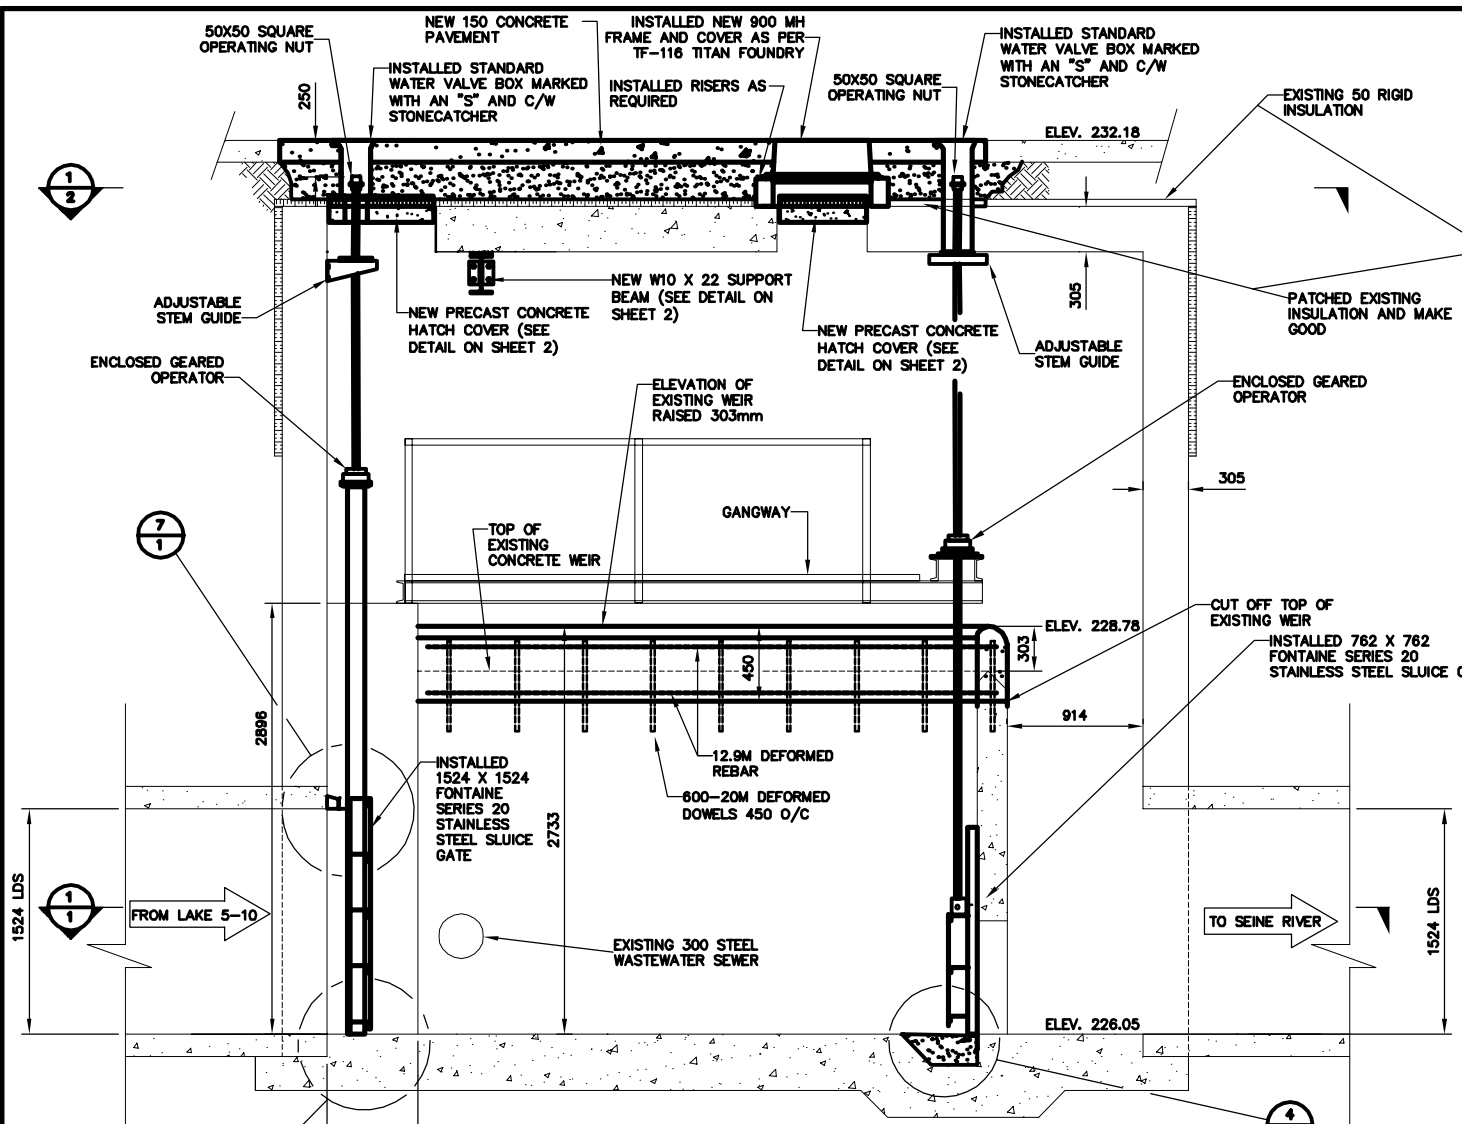 50X50 SQUARE
OPERATING NUT
NEW 150 CONCRETE
PAVEMENT
INSTALLED NEW 900 MH
FRAME AND COVER AS PER
TF-116 TITAN FOUNDRY
INSTALLED STANDARD
WATER VALVE BOX MARKED
WITH AN "S" AND C/W
STONECATCHER
INSTALLED STANDARD
WATER VALVE BOX MARKED
WITH AN "S" AND C/W
STONECATCHER
INSTALLED RISERS AS
REQUIRED
50X50 SQUARE
OPERATING NUT
EXISTING 50 RIGID
INSULATION
250
ELEV. 232.18
1
2
ADJUSTABLE
STEM GUIDE
NEW PRECAST CONCRETE
HATCH COVER (SEE
DETAIL ON SHEET 2)
NEW W10 X 22 SUPPORT
BEAM (SEE DETAIL ON
SHEET 2)
NEW PRECAST CONCRETE
HATCH COVER (SEE
DETAIL ON SHEET 2)
ADJUSTABLE
STEM GUIDE
305
PATCHED EXISTING
INSULATION AND MAKE
GOOD
ENCLOSED GEARED
OPERATOR
ELEVATION OF
EXISTING WEIR
RAISED 303mm
ENCLOSED GEARED
OPERATOR
305
7
1
TOP OF
EXISTING
CONCRETE WEIR
GANGWAY
CUT OFF TOP OF
EXISTING WEIR
ELEV. 228.78
303
INSTALLED 762 X 762
FONTAINE SERIES 20
STAINLESS STEEL SLUICE
450
914
2896
INSTALLED
1524 X 1524
FONTAINE
SERIES 20
STAINLESS
STEEL SLUICE
GATE
2733
12.9M DEFORMED
REBAR
600-20M DEFORMED
DOWELS 450 O/C
1524 LDS
1
1
FROM LAKE 5-10
EXISTING 300 STEEL
WASTEWATER SEWER
TO SEINE RIVER
1524 LDS
ELEV. 226.05
4